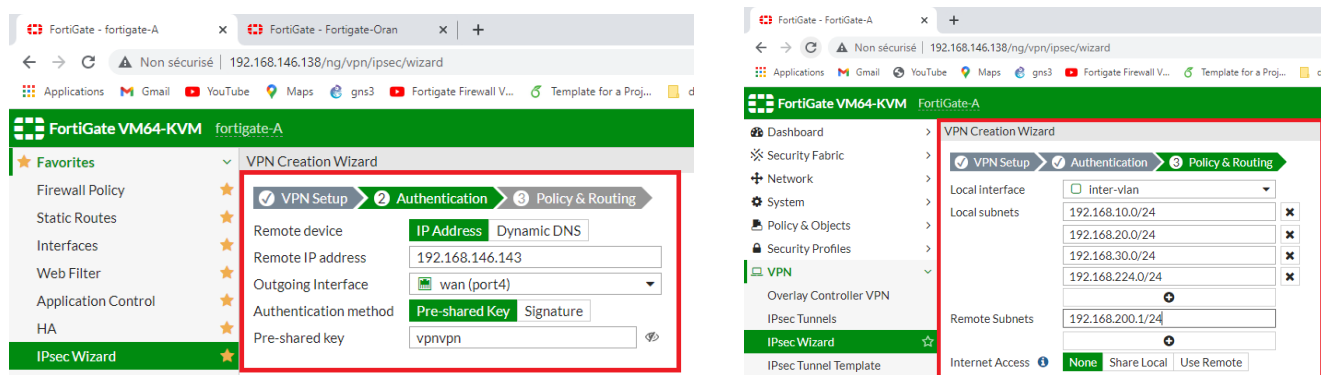 FortiGate - fortigate-A × FortiGate - Fortigate-Oran × +
Non sécurisé | 192.168.146.138/ng/vpn/ipsec/wizard
Applications Gmail YouTube Maps gns3 Fortigate Firewall V... Template for a Proj... d
FortiGate VM64-KVM fortigate-A
Favorites
Firewall Policy
Static Routes
Interfaces
Web Filter
Application Control
HA
IPsec Wizard
VPN Creation Wizard
VPN Setup 2 Authentication 3 Policy & Routing
Remote device IP Address Dynamic DNS
Remote IP address 192.168.146.143
Outgoing Interface wan (port4)
Authentication method Pre-shared Key Signature
Pre-shared key vpnvpn
FortiGate - FortiGate-A × +
Non sécurisé | 192.168.146.138/ng/vpn/ipsec/wizard
Applications Gmail YouTube Maps gns3 Fortigate Firewall V... Template for a Proj... d
FortiGate VM64-KVM FortiGate-A
Dashboard
Security Fabric
Network
System
Policy & Objects
Security Profiles
VPN
Overlay Controller VPN
IPsec Tunnels
IPsec Wizard
IPsec Tunnel Template
VPN Creation Wizard
VPN Setup Authentication 3 Policy & Routing
Local interface inter-vlan
Local subnets 192.168.10.0/24
192.168.20.0/24
192.168.30.0/24
192.168.224.0/24
Remote Subnets 192.168.200.1/24
Internet Access None Share Local Use Remote